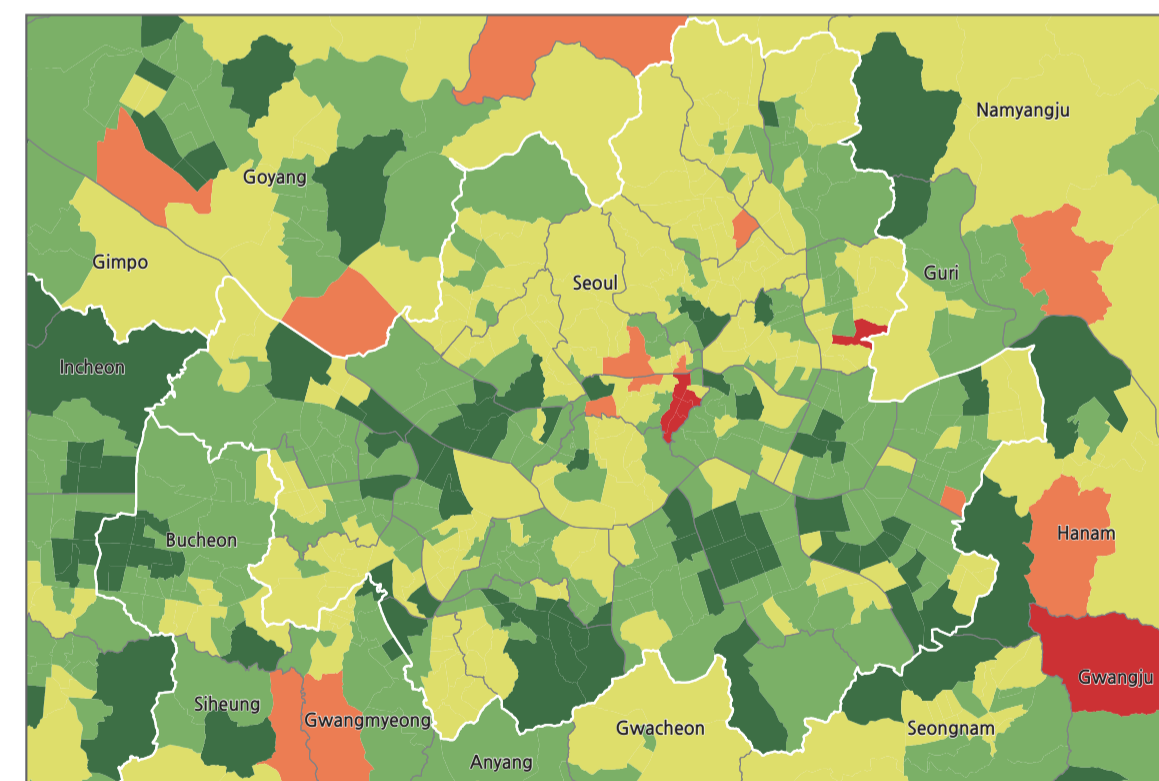 Namyangju
Goyang
Gimpo
Seoul
Guri
Incheon
Bucheon
Hanam
Gwangju
Siheung
Gwangmyeong
Gwacheon
Seongnam
Anyang